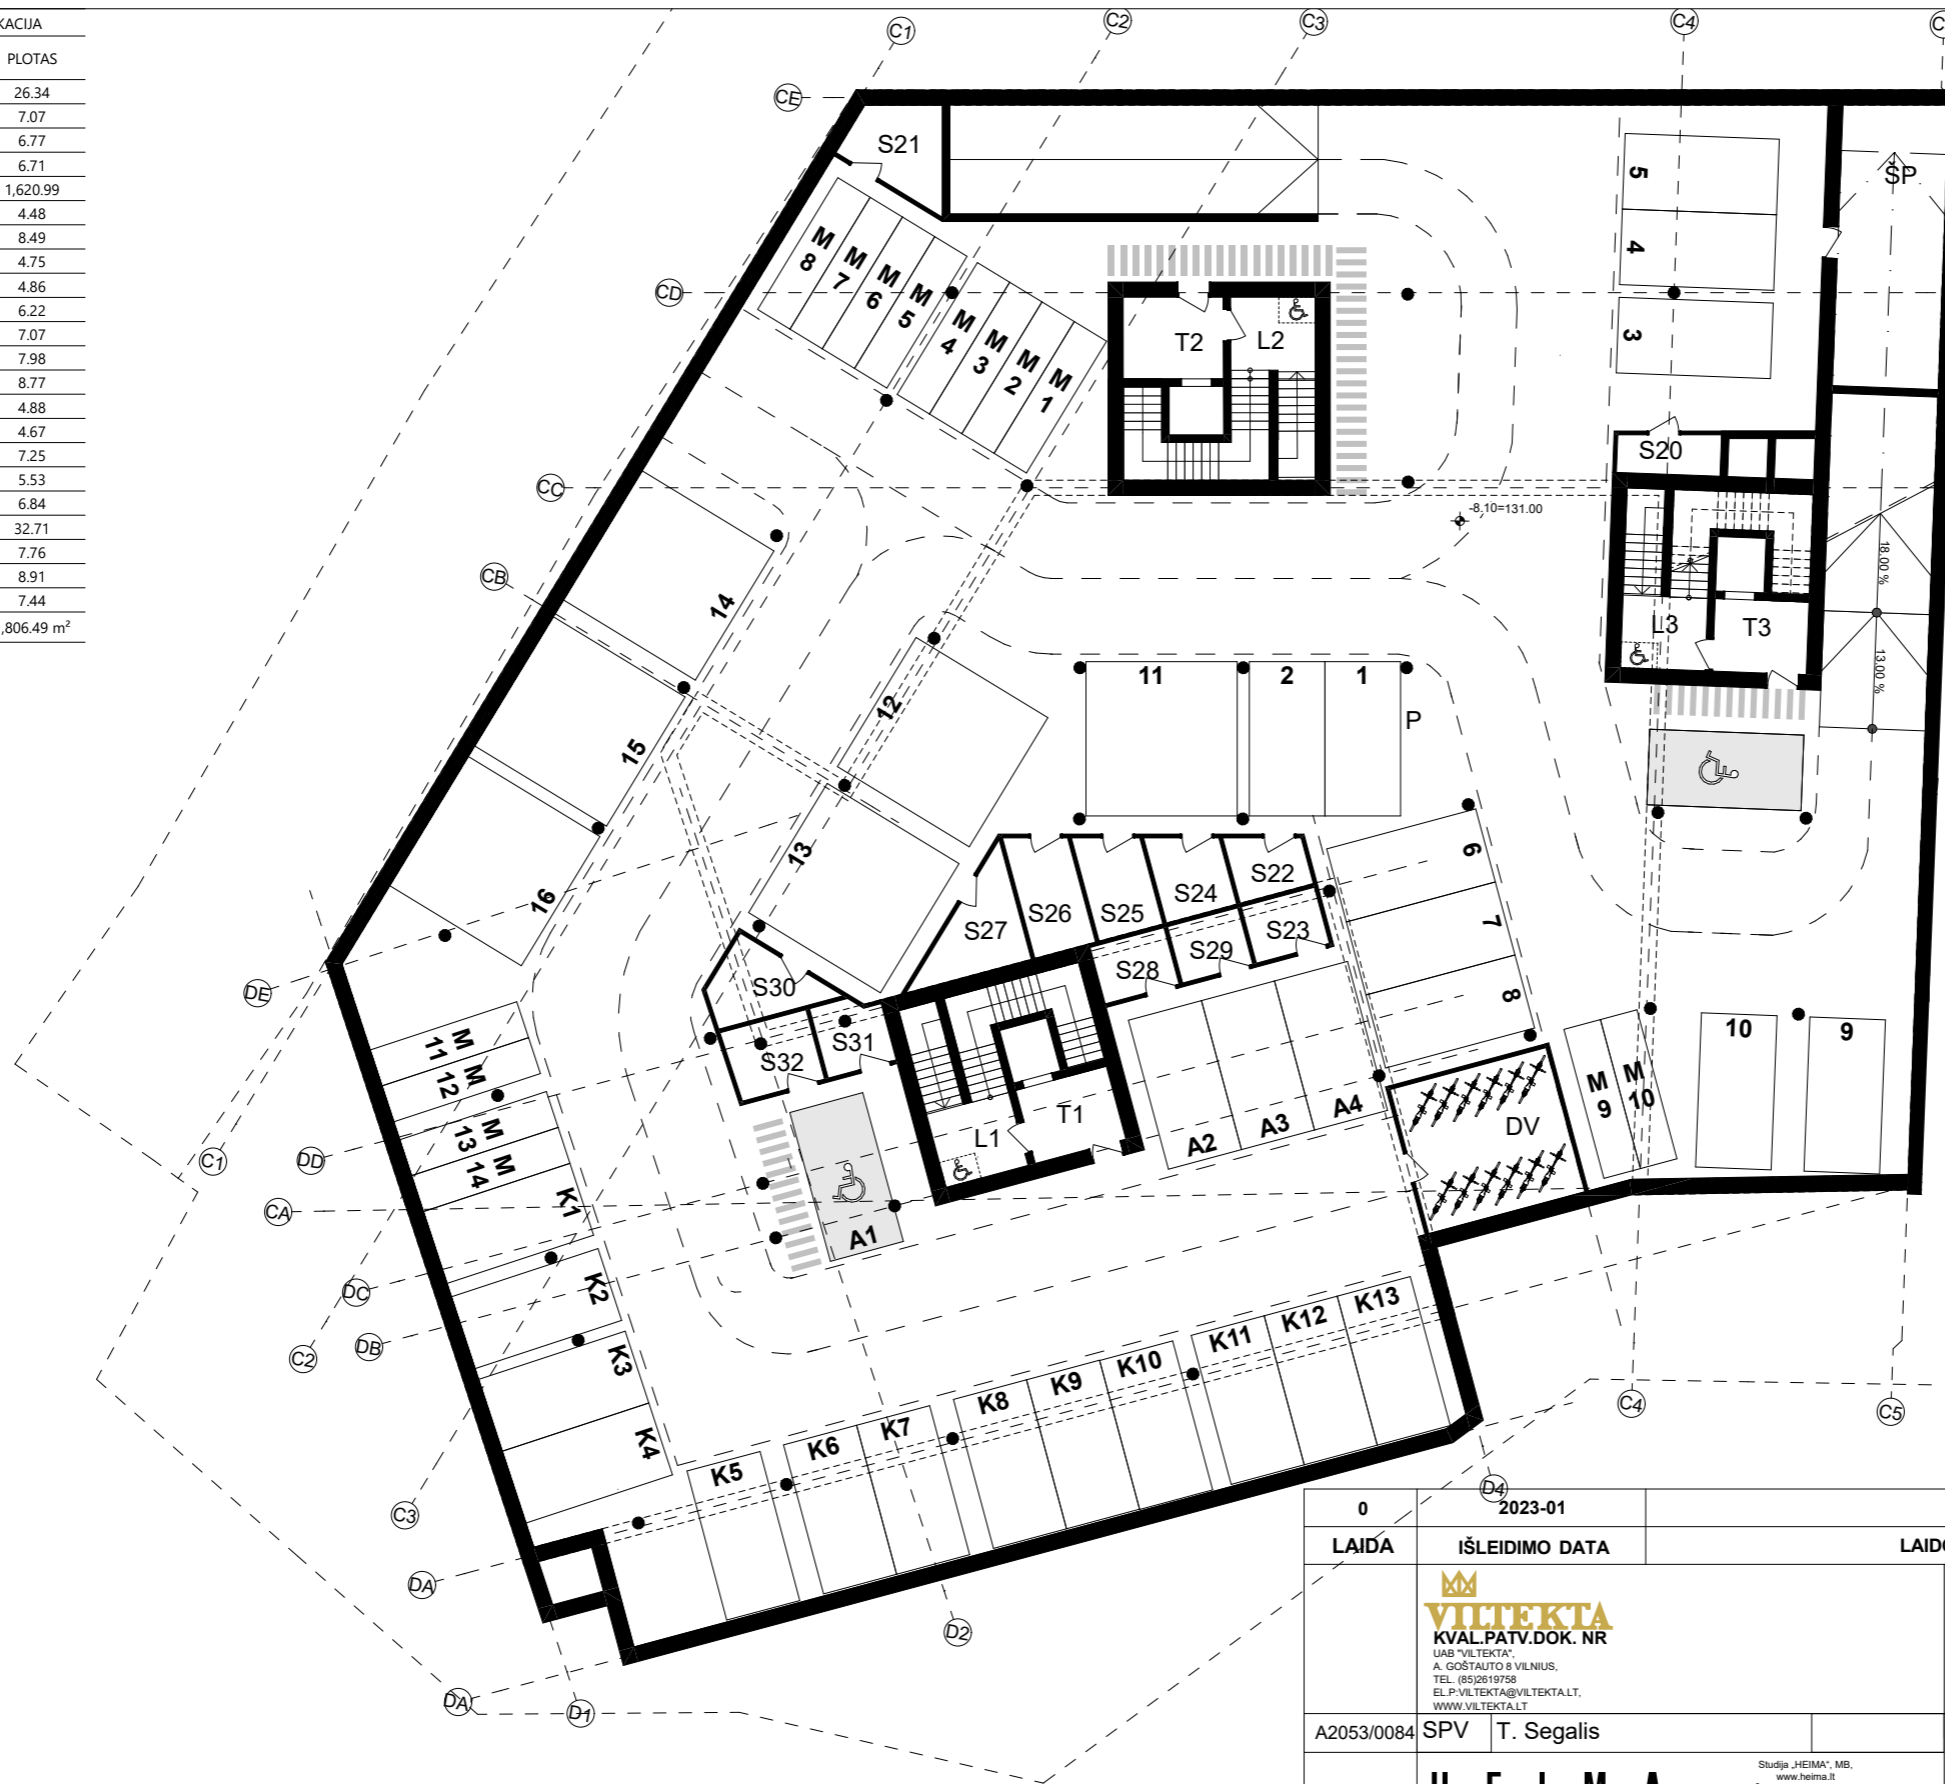 KACIJA
PLOTAS
26.34
7.07
6.77
6.71
1,620.99
4.48
8.49
4.75
4.86
6.22
7.07
7.98
8.77
4.88
4.67
7.25
5.53
6.84
32.71
7.76
8.91
7.44
,806.49 m²
C1
C2
C3
C4
C
CE
S21
5
ŠP
M 8
M 7
M 6
M 5
4
CD
M 4
M 3
M 2
M 1
T2
L2
3
S20
CC
-8.10=131.00
18.00 %
CB
14
L3
T3
13.00 %
12
11
2
1
P
15
13
6
16
S22
S24
S26
S25
S27
S23
7
S29
S28
DE
S30
8
S31
S32
10
9
M 11
M 12
M 13
M 14
M 9
M 10
T1
L1
A2
A3
A4
DV
C1
DD
CA
K1
A1
DC
K2
DB
C2
K3
K13
K12
K11
K10
K9
K8
K7
K6
K5
K4
C4
C5
C3
D4
DA
D2
DA
D1
0 2023-01
LAIDA IŠLEIDIMO DATA LAID
VILTEKTA
KVAL.PATV.DOK. NR
UAB "VILTEKTA",
A. GOŠTAUTO 8 VILNIUS,
TEL. (85)2619758
EL.P:VILTEKTA@VILTEKTA.LT,
WWW.VILTEKTA.LT
A2053/0084 SPV T. Segalis
Studija „HEIMA", MB,
www.heima.lt
H E I M A